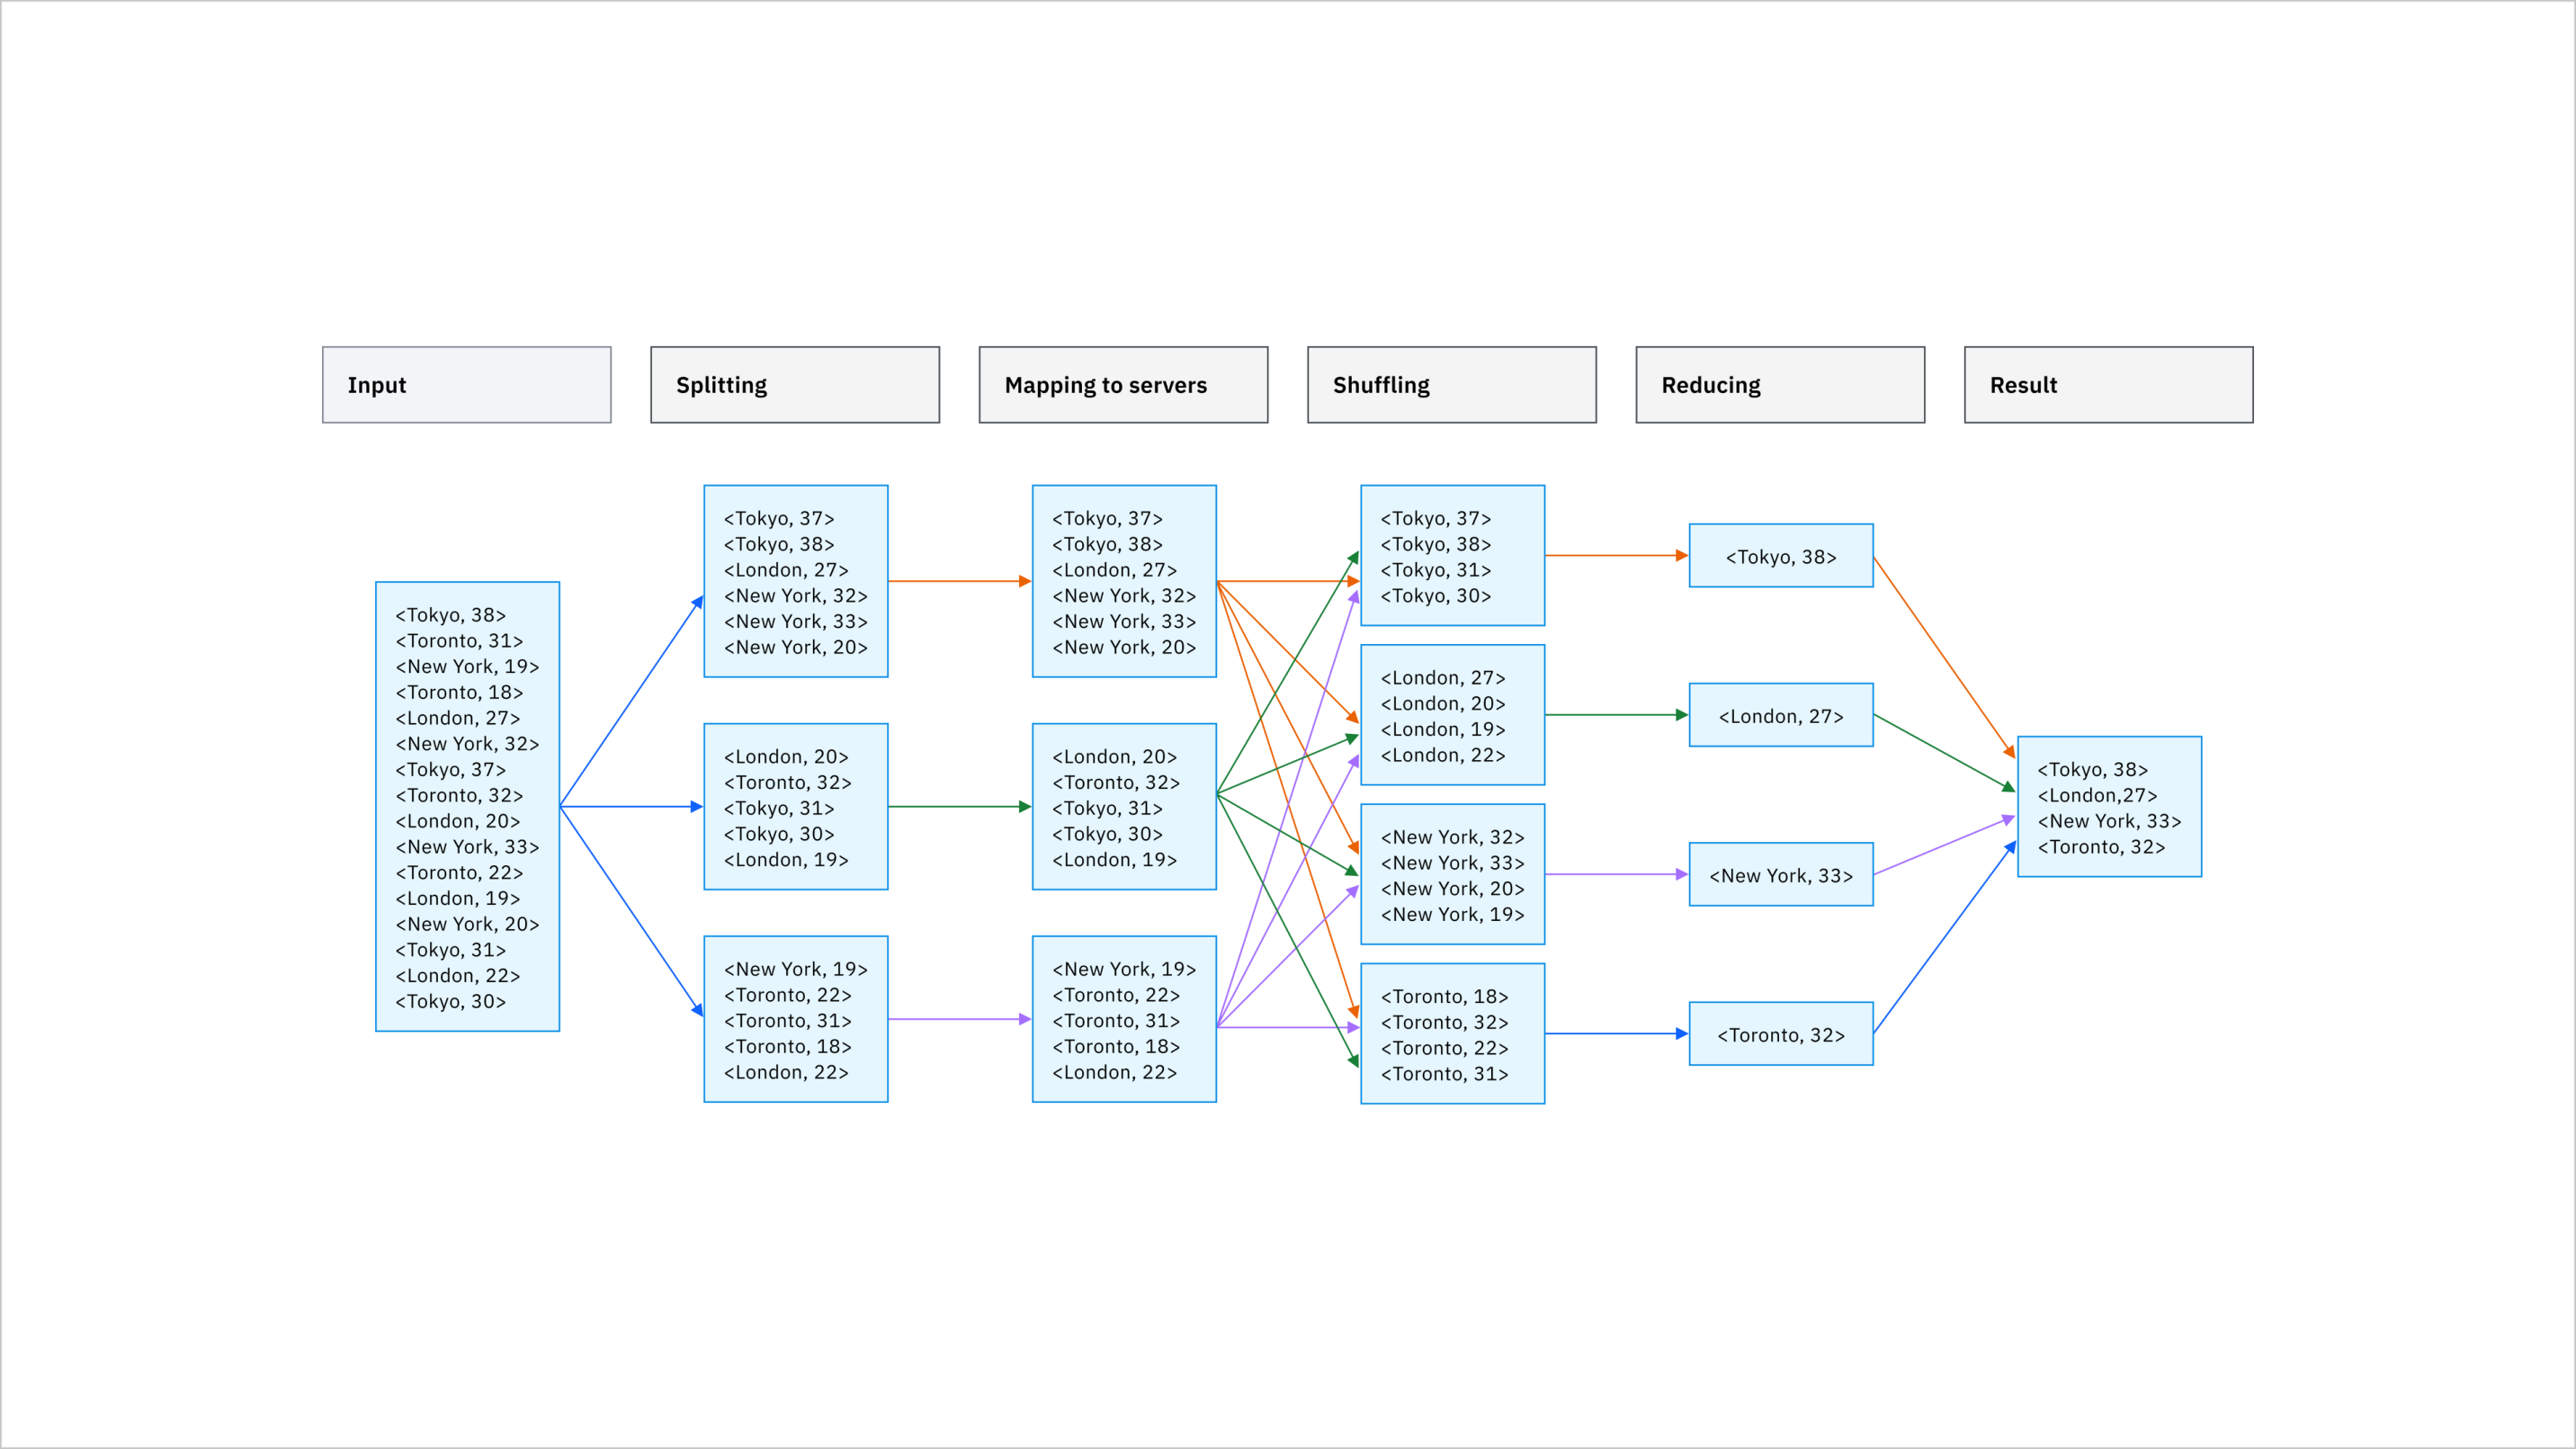 Input
Splitting
Mapping to servers
Shuffling
Reducing
Result
<Tokyo, 38>
<Toronto, 31>
<New York, 19>
<Toronto, 18>
<London, 27>
<New York, 32>
<Tokyo, 37>
<Toronto, 32>
<London, 20>
<New York, 33>
<Toronto, 22>
<London, 19>
<New York, 20>
<Tokyo, 31>
<London, 22>
<Tokyo, 30>
<Tokyo, 37>
<Tokyo, 38>
<London, 27>
<New York, 32>
<New York, 33>
<New York, 20>
<London, 20>
<Toronto, 32>
<Tokyo, 31>
<Tokyo, 30>
<London, 19>
<New York, 19>
<Toronto, 22>
<Toronto, 31>
<Toronto, 18>
<London, 22>
<Tokyo, 37>
<Tokyo, 38>
<London, 27>
<New York, 32>
<New York, 33>
<New York, 20>
<London, 20>
<Toronto, 32>
<Tokyo, 31>
<Tokyo, 30>
<London, 19>
<New York, 19>
<Toronto, 22>
<Toronto, 31>
<Toronto, 18>
<London, 22>
<Tokyo, 37>
<Tokyo, 38>
<Tokyo, 31>
<Tokyo, 30>
<London, 27>
<London, 20>
<London, 19>
<London, 22>
<New York, 32>
<New York, 33>
<New York, 20>
<New York, 19>
<Toronto, 18>
<Toronto, 32>
<Toronto, 22>
<Toronto, 31>
<Tokyo, 38>
<London, 27>
<New York, 33>
<Toronto, 32>
<Tokyo, 38>
<London,27>
<New York, 33>
<Toronto, 32>